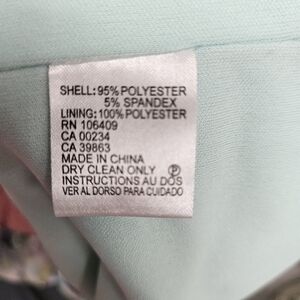 SHELL: 95% POLYESTER
5% SPANDEX
LINING: 100% POLYESTER
RN 106409
CA 00234
CA 39863
MADE IN CHINA
DRY CLEAN ONLY Ⓟ
INSTRUCTIONS AU DOS
VER AL DORSO PARA CUIDADO